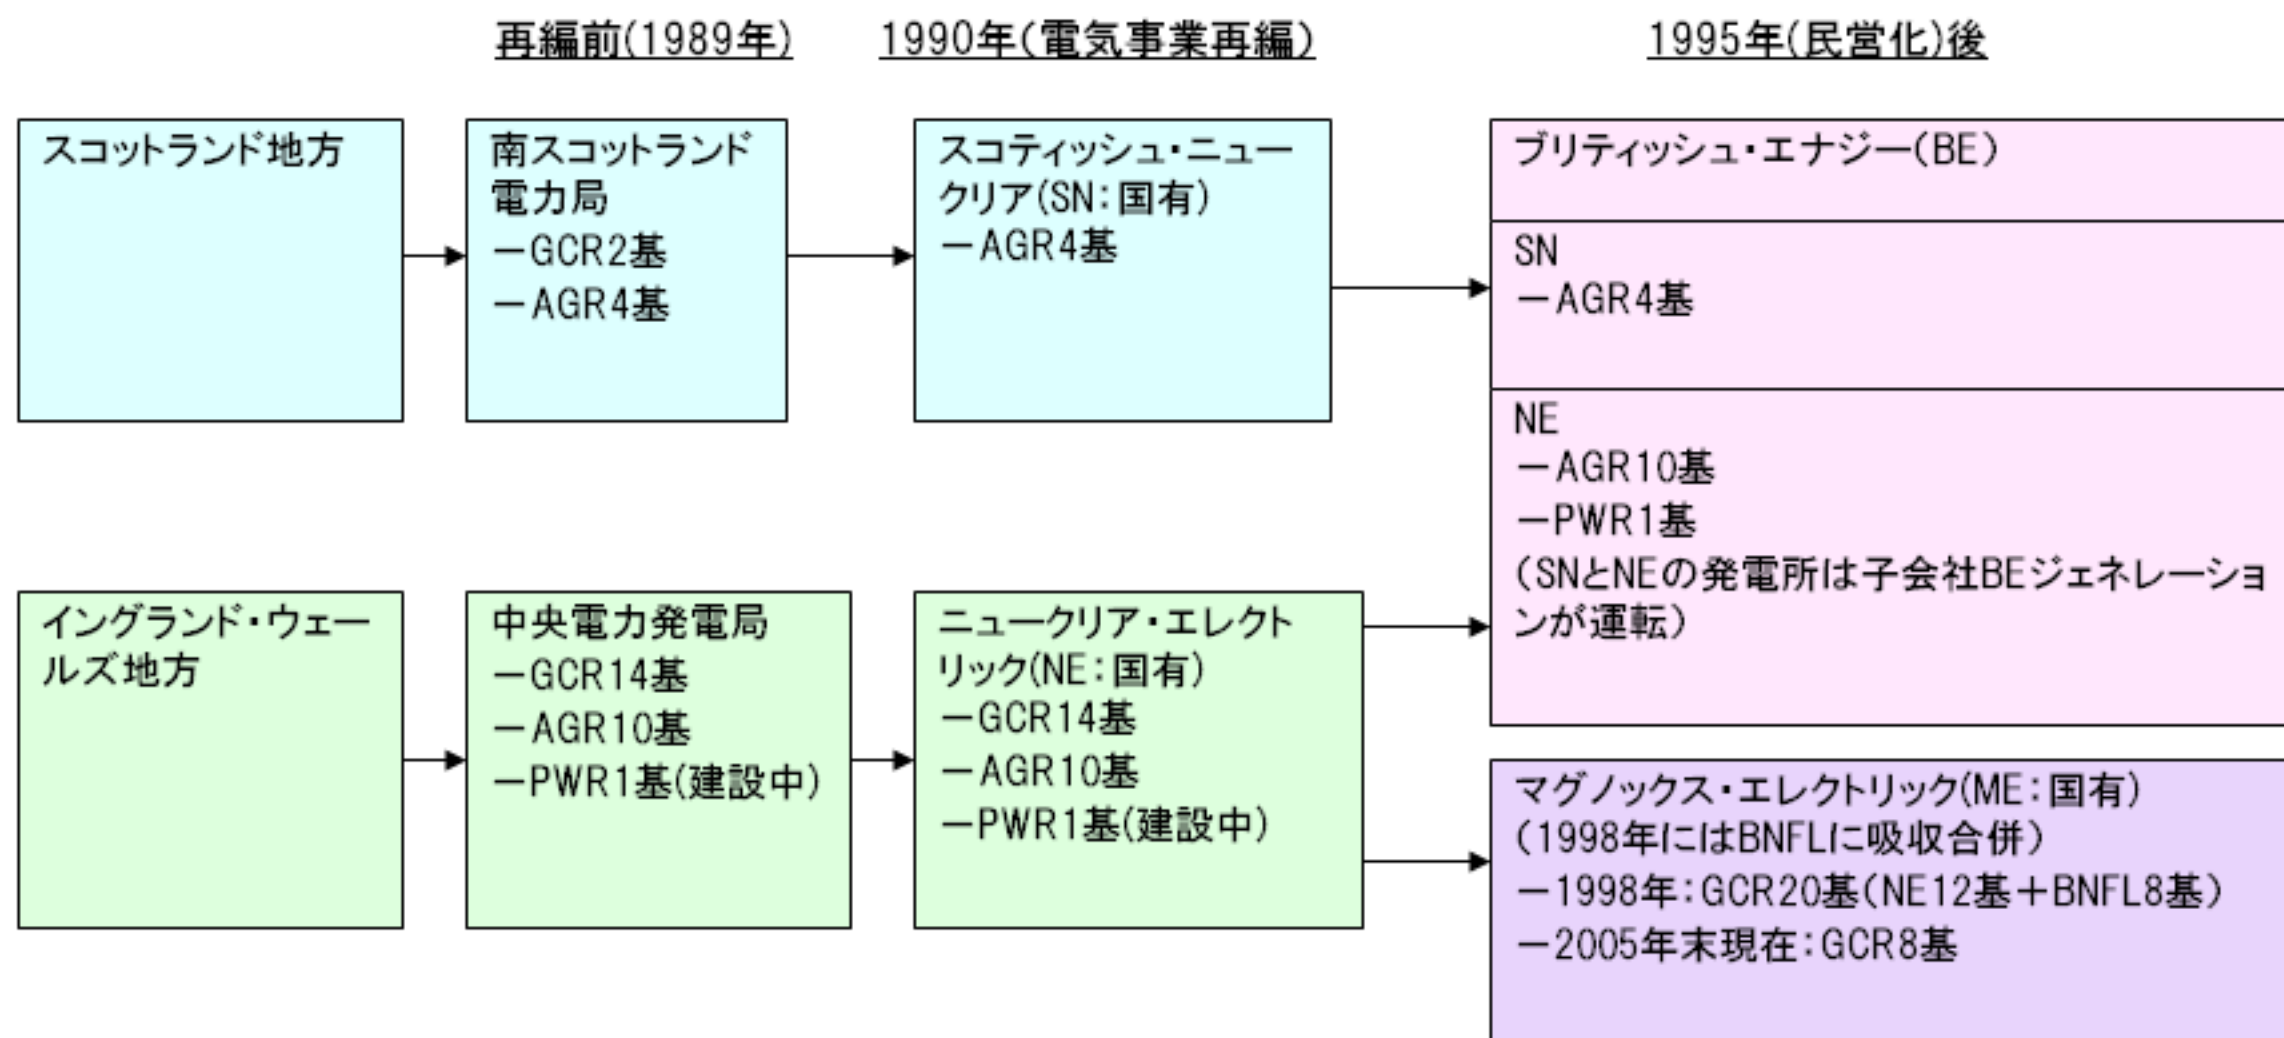 再編前(1989年)
1990年(電気事業再編)
1995年(民営化)後
スコットランド地方
南スコットランド
電力局
－GCR2基
－AGR4基
スコティッシュ・ニュー
クリア(SN:国有)
－AGR4基
ブリティッシュ・エナジー(BE)
SN
－AGR4基
NE
－AGR10基
－PWR1基
(SNとNEの発電所は子会社BEジェネレーショ
ンが運転)
イングランド・ウェー
ルズ地方
中央電力発電局
－GCR14基
－AGR10基
－PWR1基(建設中)
ニュークリア・エレクト
リック(NE:国有)
－GCR14基
－AGR10基
－PWR1基(建設中)
マグノックス・エレクトリック(ME:国有)
(1998年にはBNFLに吸収合併)
－1998年:GCR20基(NE12基＋BNFL8基)
－2005年末現在:GCR8基